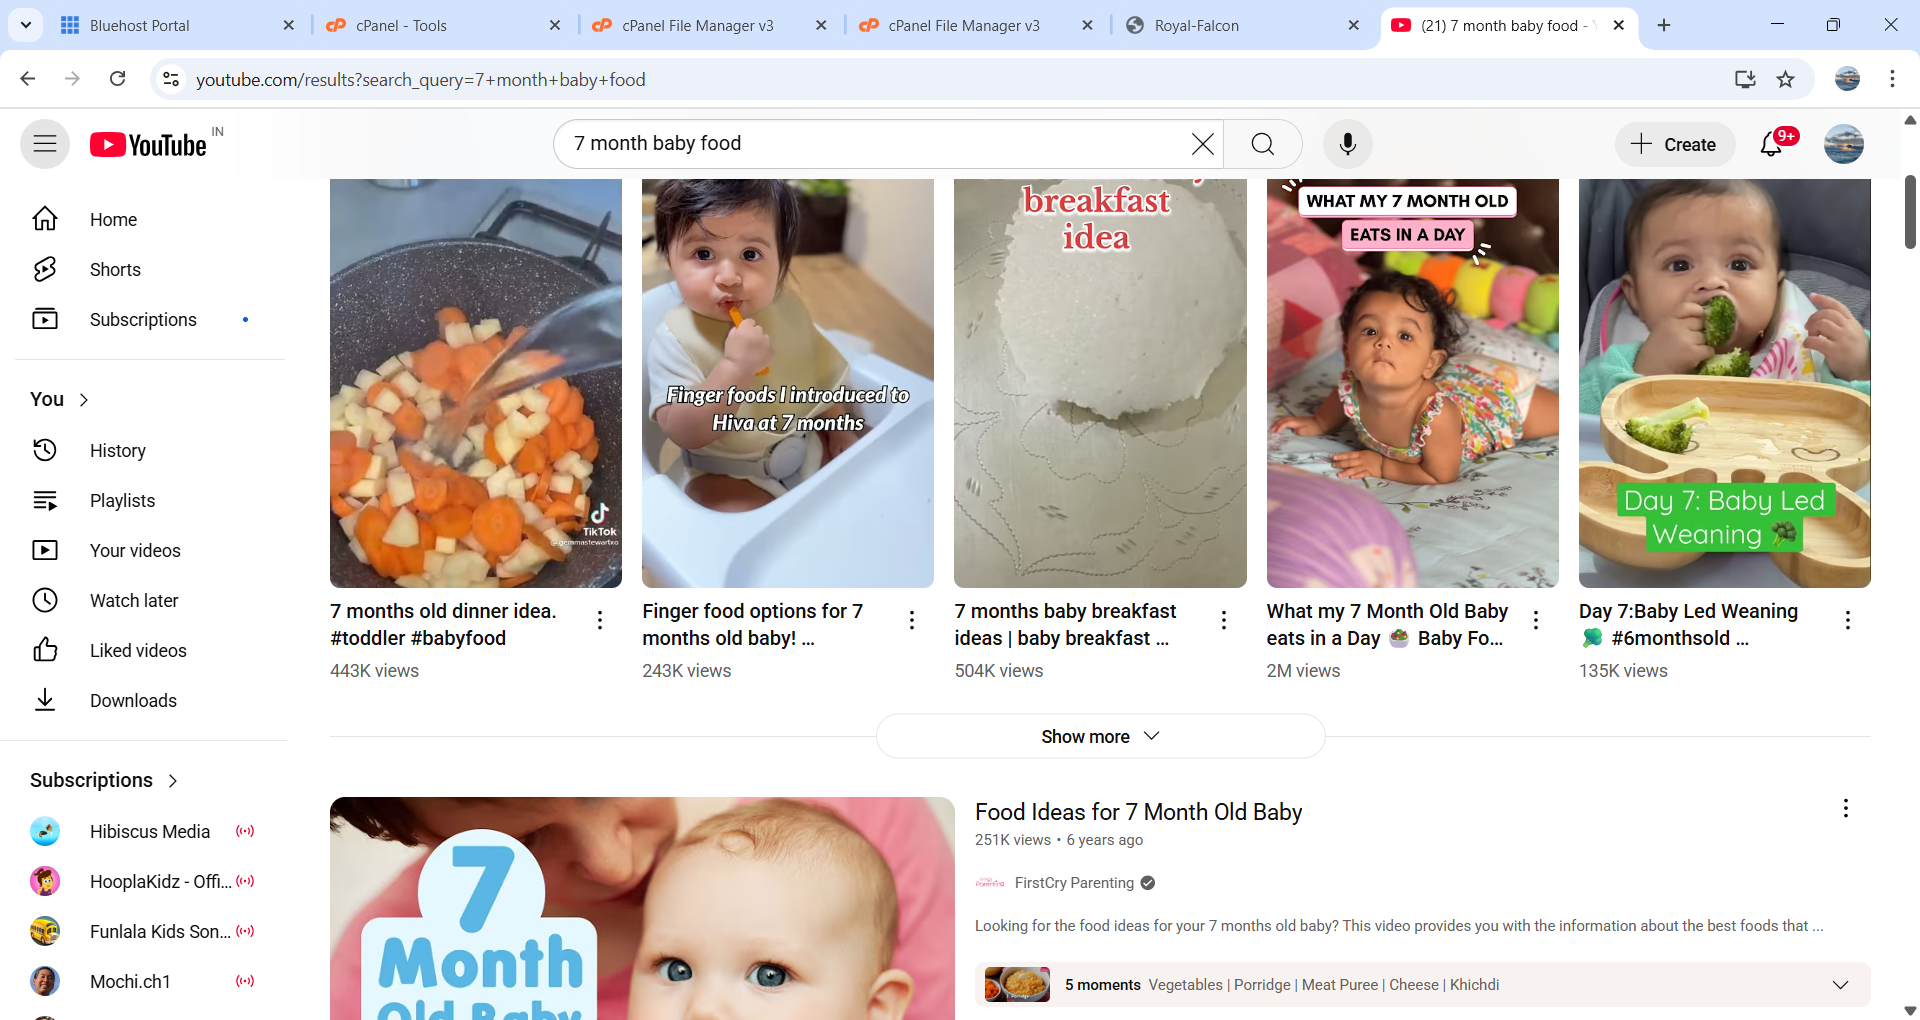 Bluehost Portal
cPanel - Tools
cPanel File Manager v3
cPanel File Manager v3
Royal-Falcon
(21) 7 month baby food -
youtube.com/results?search_query=7+month+baby+food
YouTube IN
7 month baby food
Create
9+
Home
Shorts
Subscriptions
You
History
Playlists
Your videos
Watch later
Liked videos
Downloads
Subscriptions
Hibiscus Media
HooplaKidz - Offi...
Funlala Kids Son...
Mochi.ch1
TikTok
@gemmastewartxo
7 months old dinner idea.
#toddler #babyfood
443K views
Finger foods I introduced to
Hiva at 7 months
Finger food options for 7
months old baby! ...
243K views
breakfast
idea
7 months baby breakfast
ideas | baby breakfast ...
504K views
WHAT MY 7 MONTH OLD
EATS IN A DAY
What my 7 Month Old Baby
eats in a Day 🥗 Baby Fo...
2M views
Day 7: Baby Led
Weaning 🥦
Day 7:Baby Led Weaning
🥦 #6monthsold ...
135K views
Show more
7
Month
Old Baby
Food Ideas for 7 Month Old Baby
251K views • 6 years ago
FirstCry Parenting
Looking for the food ideas for your 7 months old baby? This video provides you with the information about the best foods that ...
5 moments Vegetables | Porridge | Meat Puree | Cheese | Khichdi